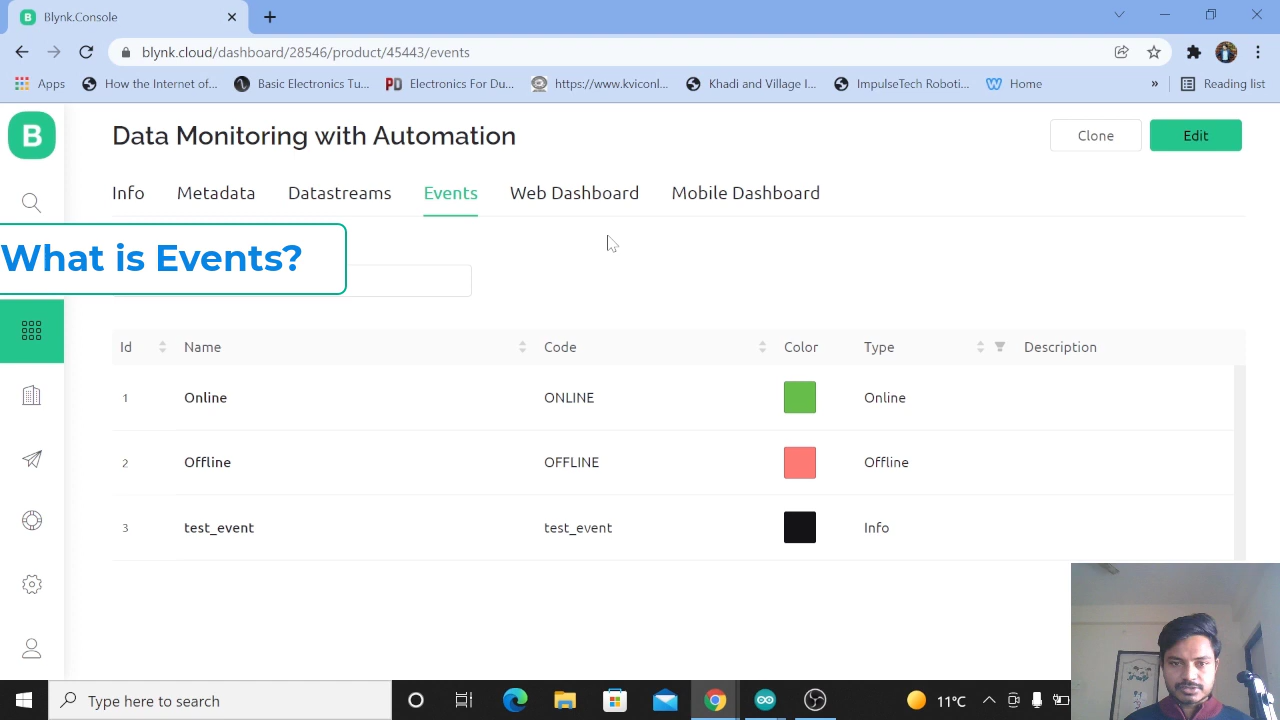 B Blynk.Console
blynk.cloud/dashboard/28546/product/45443/events
Apps How the Internet of... Basic Electronics Tu... PD Electronics For Du... https://www.kviconl... Khadi and Village I... ImpulseTech Roboti... Home » Reading list
B Data Monitoring with Automation Clone Edit
Info Metadata Datastreams Events Web Dashboard Mobile Dashboard
What is Events?
Id Name Code Color Type Description
1 Online ONLINE Online
2 Offline OFFLINE Offline
3 test_event test_event Info
Type here to search 11°C